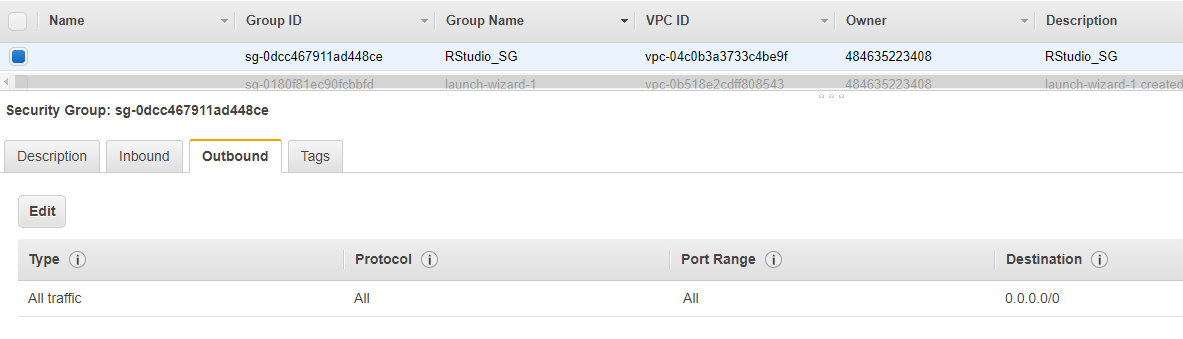 Name Group ID Group Name VPC ID Owner Description
sg-0dcc467911ad448ce RStudio_SG vpc-04c0b3a3733c4be9f 484635223408 RStudio_SG
sg-0180f81ec90fcbbfd launch-wizard-1 vpc-0b518e2cdff808543 484635223408 launch-wizard-1 created
Security Group: sg-0dcc467911ad448ce
Description Inbound Outbound Tags
Edit
Type i Protocol i Port Range i Destination i
All traffic All All 0.0.0.0/0